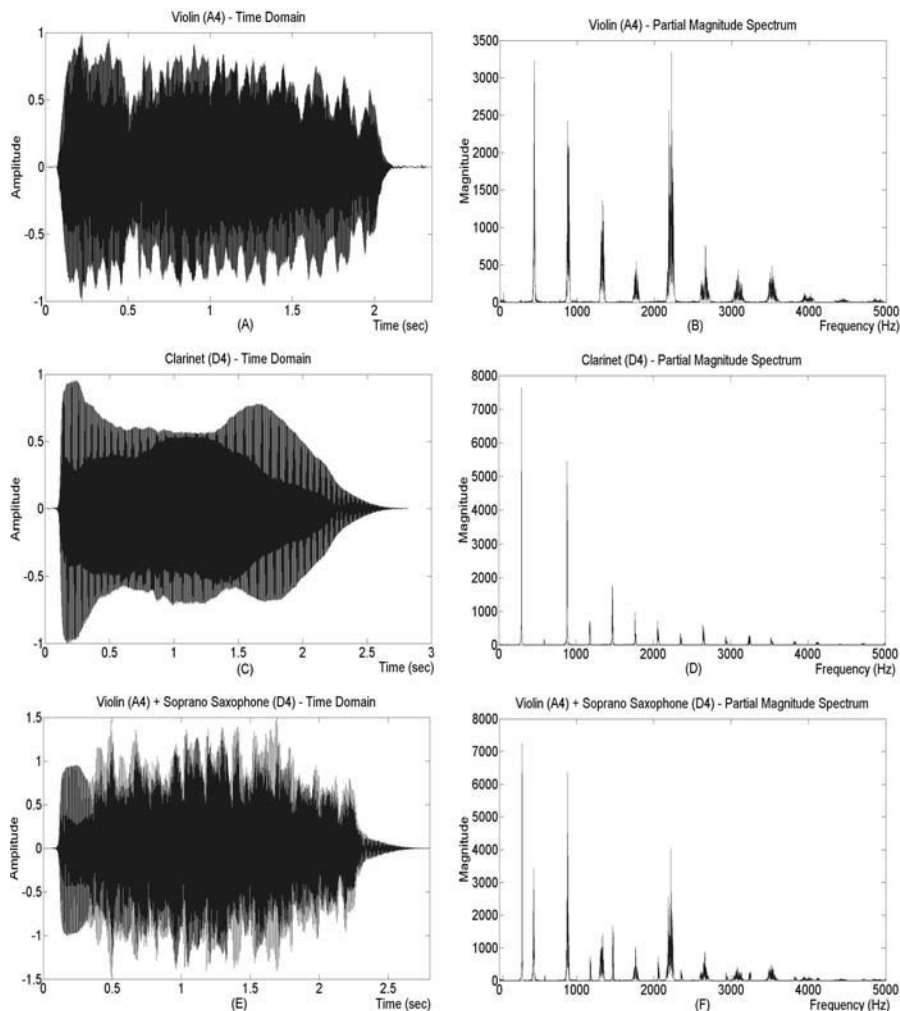 Violin (A4) - Time Domain
1
0.5
0
-0.5
-1
Amplitude
0 0.5 1 1.5 2
(A)
Time (sec)
Violin (A4) - Partial Magnitude Spectrum
3500
3000
2500
2000
1500
1000
500
0
Magnitude
0 1000 2000 3000 4000 5000
(B)
Frequency (Hz)
Clarinet (D4) - Time Domain
1
0.5
0
-0.5
-1
Amplitude
0 0.5 1 1.5 2 2.5 3
(C)
Time (sec)
Clarinet (D4) - Partial Magnitude Spectrum
8000
7000
6000
5000
4000
3000
2000
1000
0
Magnitude
0 1000 2000 3000 4000 5000
(D)
Frequency (Hz)
Violin (A4) + Soprano Saxophone (D4) - Time Domain
1.5
1
0.5
0
-0.5
-1
-1.5
Amplitude
0 0.5 1 1.5 2 2.5
(E)
Time (sec)
Violin (A4) + Soprano Saxophone (D4) - Partial Magnitude Spectrum
8000
7000
6000
5000
4000
3000
2000
1000
0
Magnitude
0 1000 2000 3000 4000 5000
(F)
Frequency (Hz)